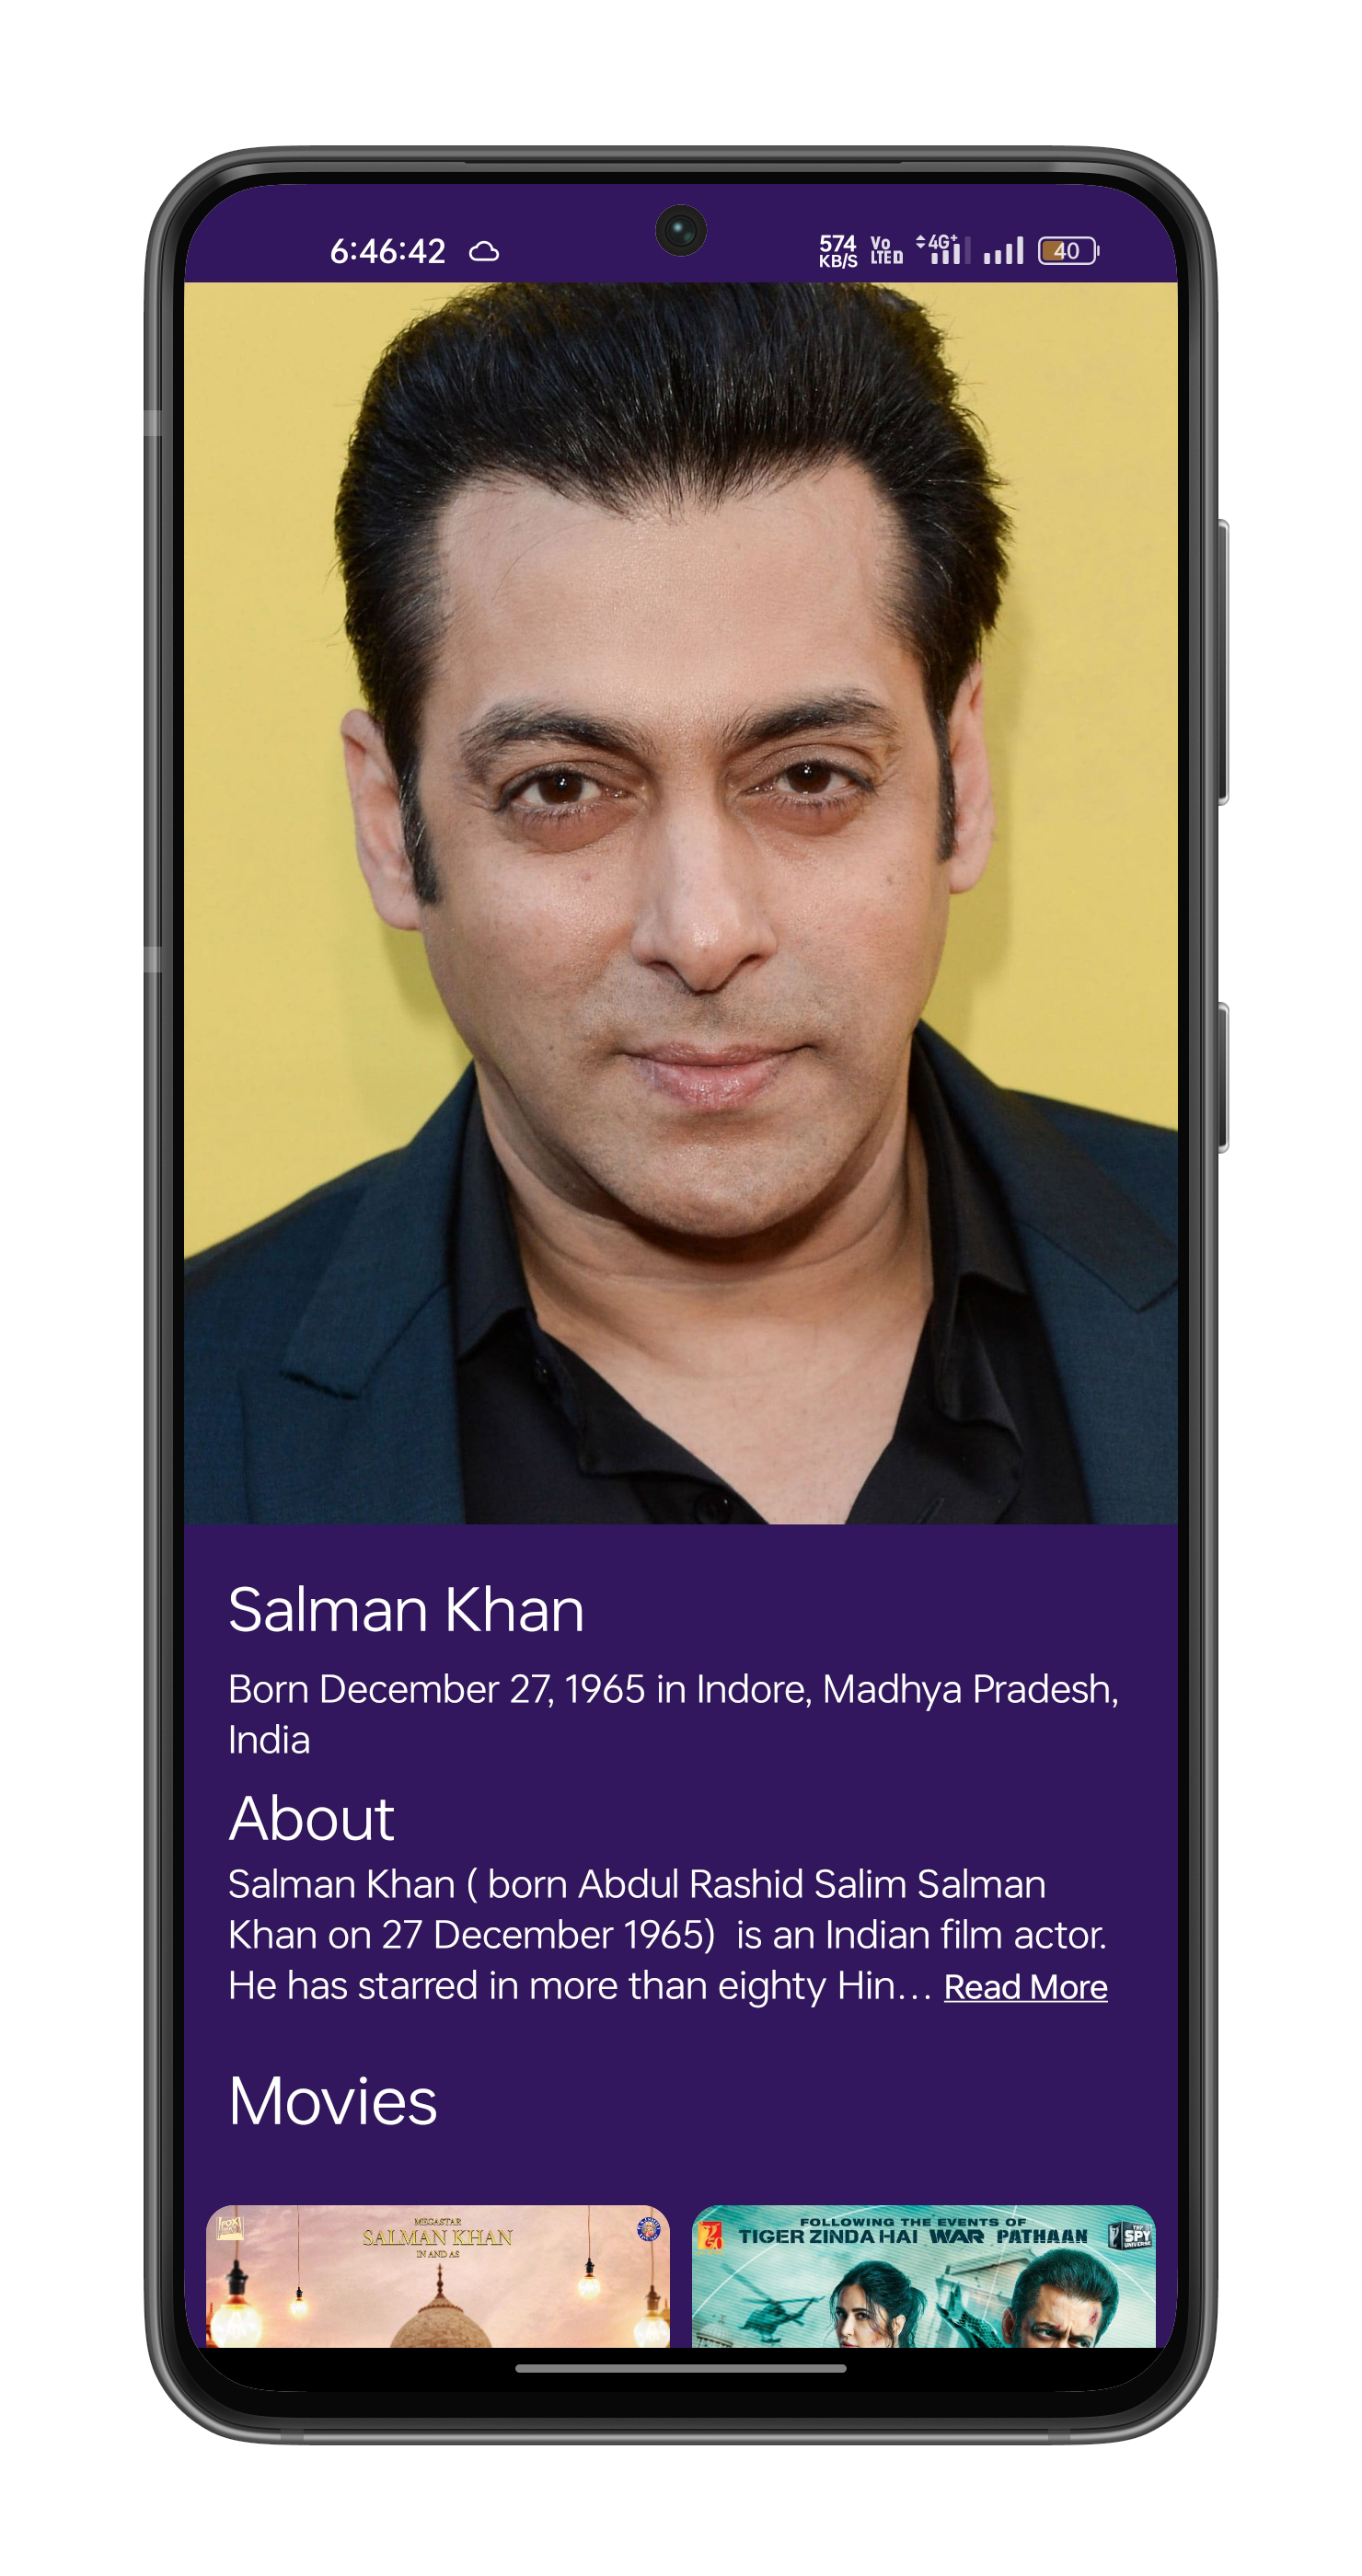 6:46:42
574
KB/S
Vo
LTED
4G+
40
Salman Khan
Born December 27, 1965 in Indore, Madhya Pradesh,
India
About
Salman Khan ( born Abdul Rashid Salim Salman
Khan on 27 December 1965)  is an Indian film actor.
He has starred in more than eighty Hin... Read More
Movies
FOX
MEGASTAR
SALMAN KHAN
IN AND AS
FOLLOWING THE EVENTS OF
TIGER ZINDA HAI WAR PATHAAN
SPY
UNIVERSE